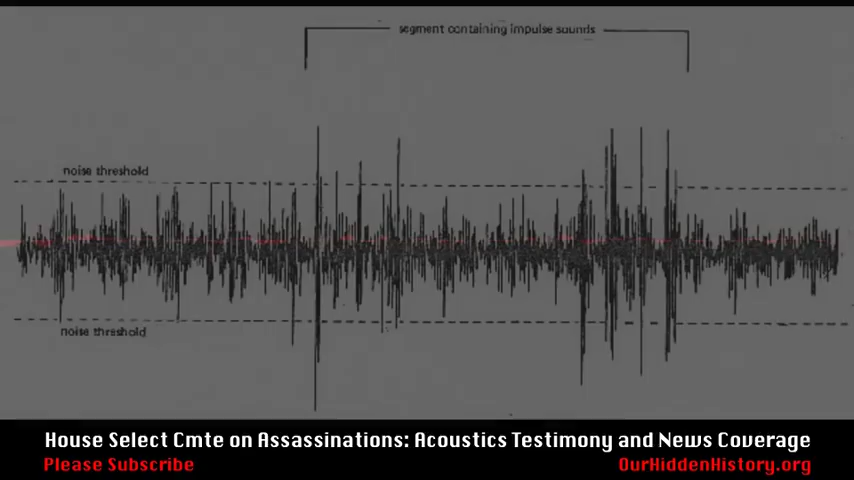 segment containing impulse sounds
noise threshold
noise threshold
House Select Cmte on Assassinations: Acoustics Testimony and News Coverage
Please Subscribe
OurHiddenHistory.org